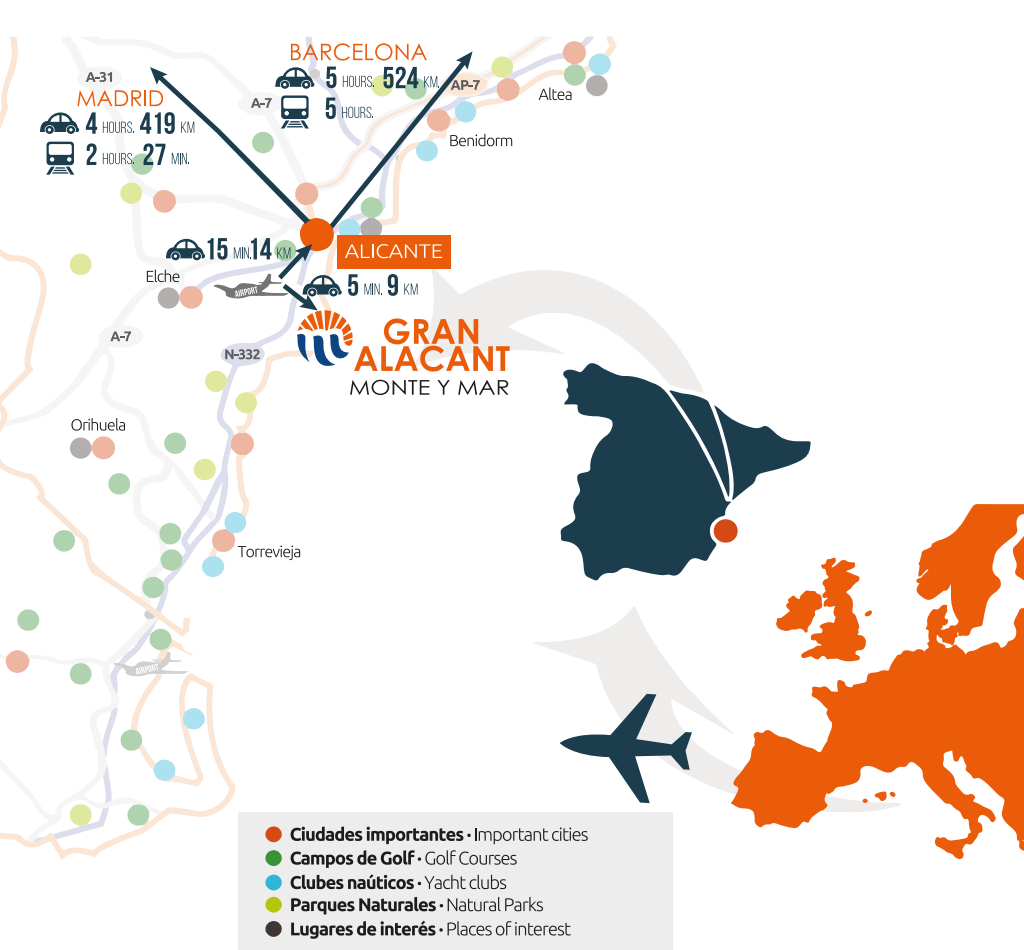 BARCELONA
5 HOURS. 524 KM.
5 HOURS.
A-31
MADRID
4 HOURS. 419 KM
2 HOURS. 27 MIN.
A-7
AP-7
Altea
Benidorm
15 MIN. 14 KM
ALICANTE
Elche
AIRPORT
5 MIN. 9 KM
A-7
N-332
GRAN
ALACANT
MONTE Y MAR
Orihuela
Torrevieja
AIRPORT
Ciudades importantes · Important cities
Campos de Golf · Golf Courses
Clubes naúticos · Yacht clubs
Parques Naturales · Natural Parks
Lugares de interés · Places of interest